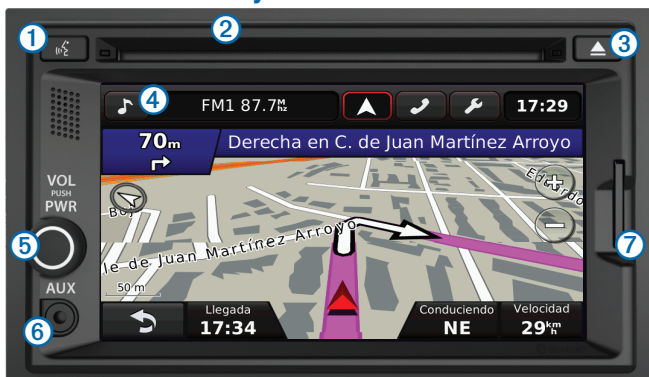 1
2
3
4
FM1 87.7 M hz
17:29
70m
Derecha en C. de Juan Martínez Arroyo
VOL
PUSH
PWR
5
le de Juan Martínez Arroyo
50 m
AUX
6
7
Llegada
17:34
Conduciendo
NE
Velocidad
29 km h